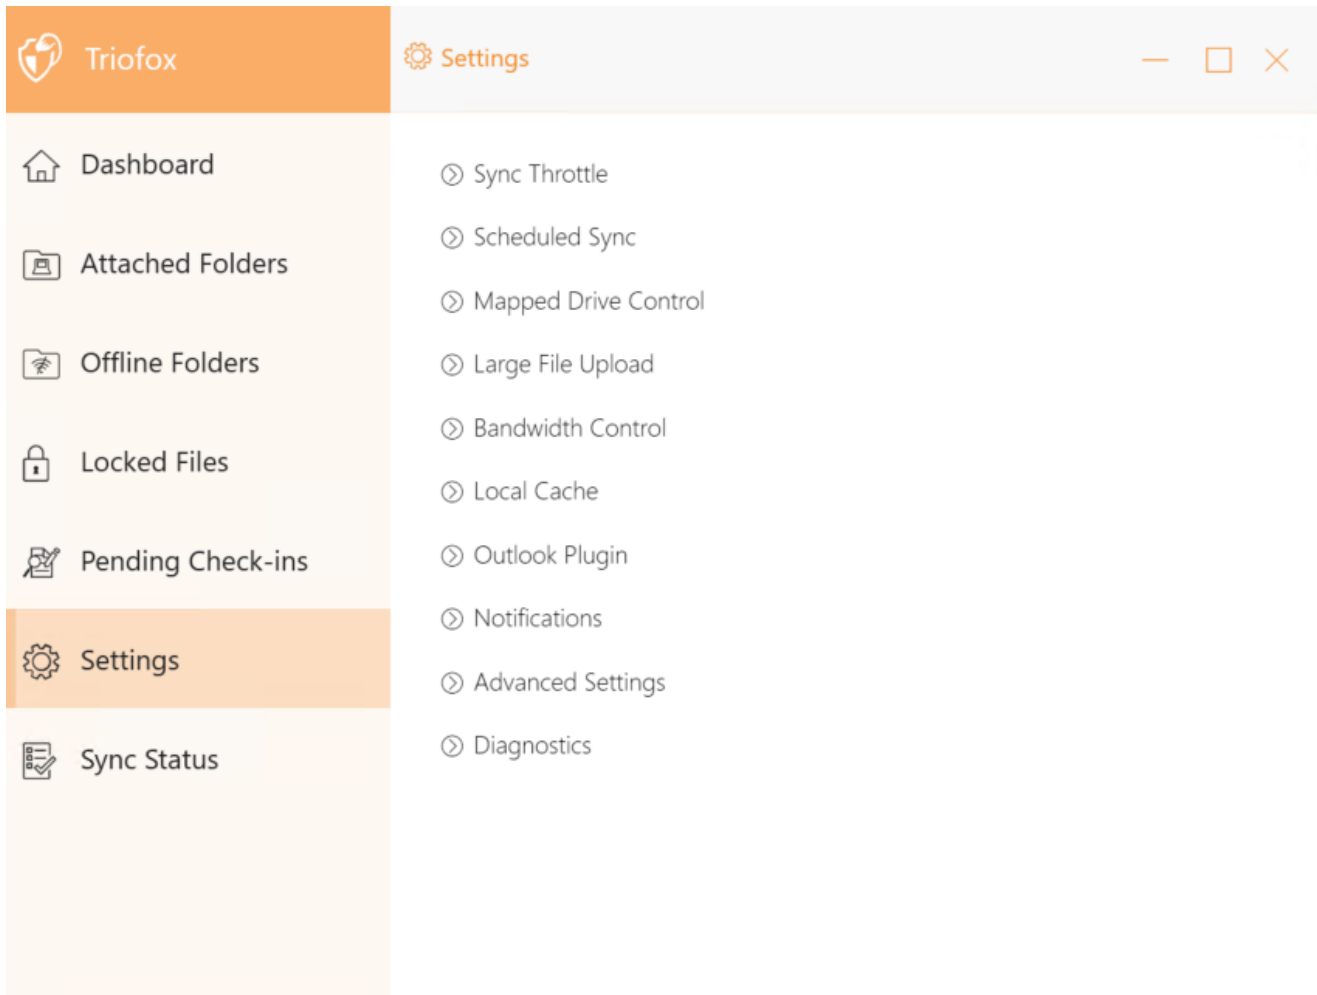 Triofox
Settings
Dashboard
Attached Folders
Offline Folders
Locked Files
Pending Check-ins
Settings
Sync Status
Sync Throttle
Scheduled Sync
Mapped Drive Control
Large File Upload
Bandwidth Control
Local Cache
Outlook Plugin
Notifications
Advanced Settings
Diagnostics